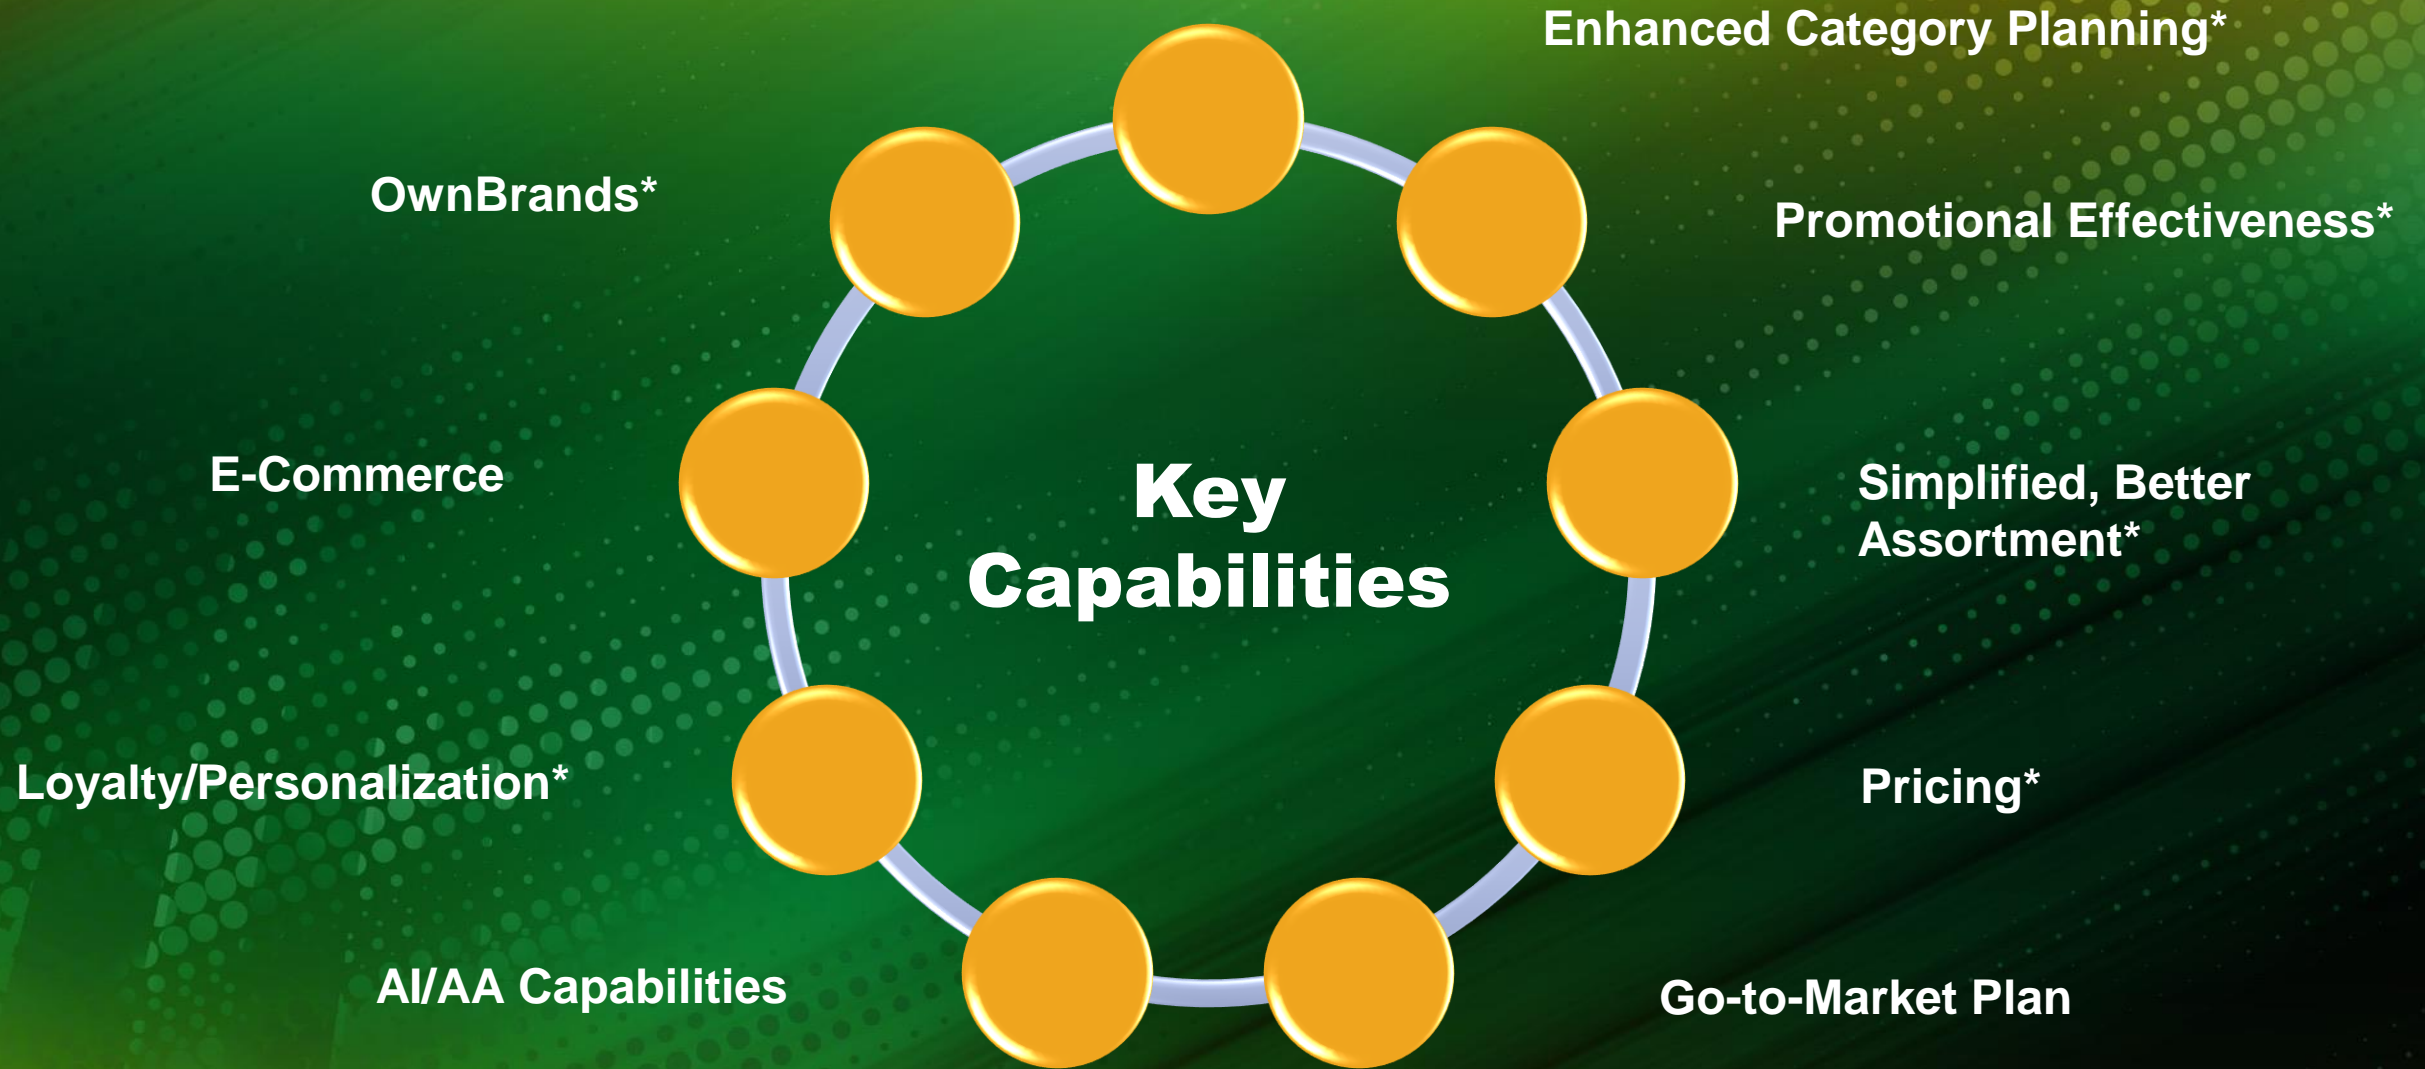 Enhanced Category Planning*
OwnBrands*
Promotional Effectiveness*
E-Commerce
Key
Capabilities
Simplified, Better
Assortment*
Loyalty/Personalization*
Pricing*
AI/AA Capabilities
Go-to-Market Plan